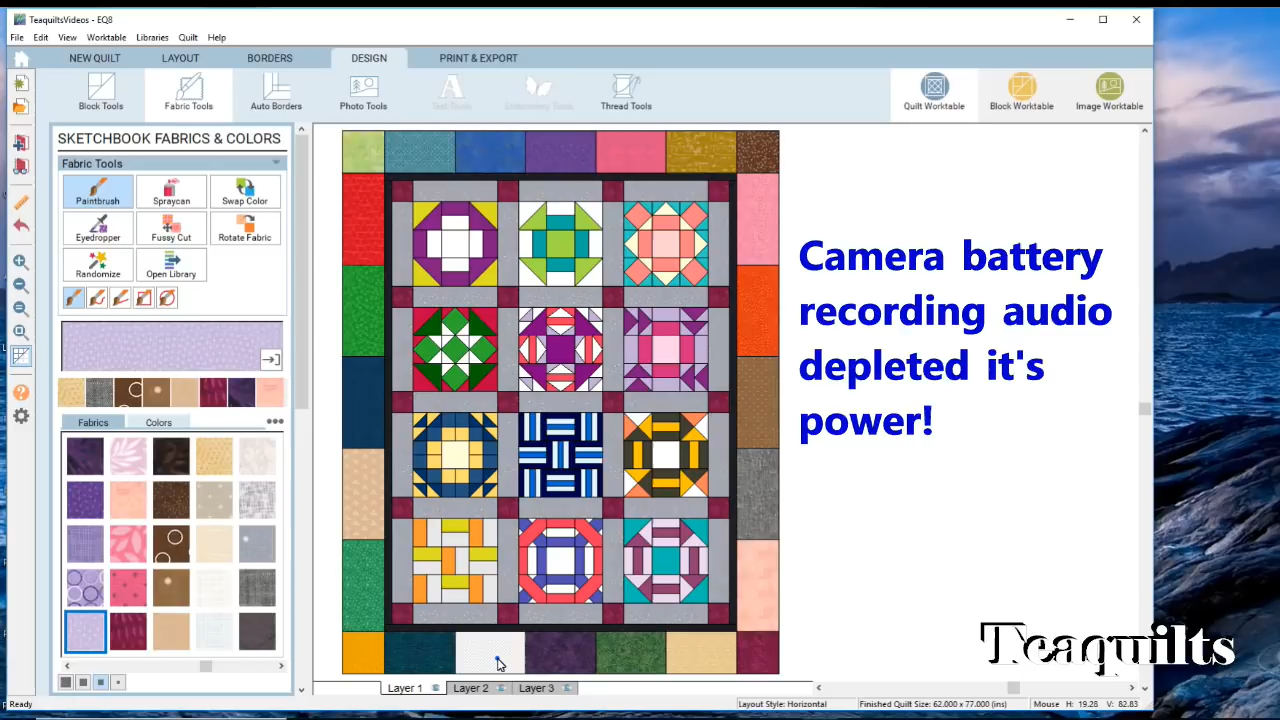 TeaquiltsVideos - EQ8
File Edit View Worktable Libraries Quilt Help
NEW QUILT LAYOUT BORDERS DESIGN PRINT & EXPORT
Block Tools Fabric Tools Auto Borders Photo Tools Text Tools Embroidery Tools Thread Tools Quilt Worktable Block Worktable Image Worktable
SKETCHBOOK FABRICS & COLORS
Fabric Tools
Paintbrush Spraycan Swap Color
Eyedropper Fussy Cut Rotate Fabric
Randomize Open Library
Fabrics Colors
Camera battery
recording audio
depleted it's
power!
Teaquilts
Layer 1 Layer 2 Layer 3
Ready Layout Style: Horizontal Finished Quilt Size: 62.000 x 77.000 (ins) Mouse H: 19.28 V: 82.83